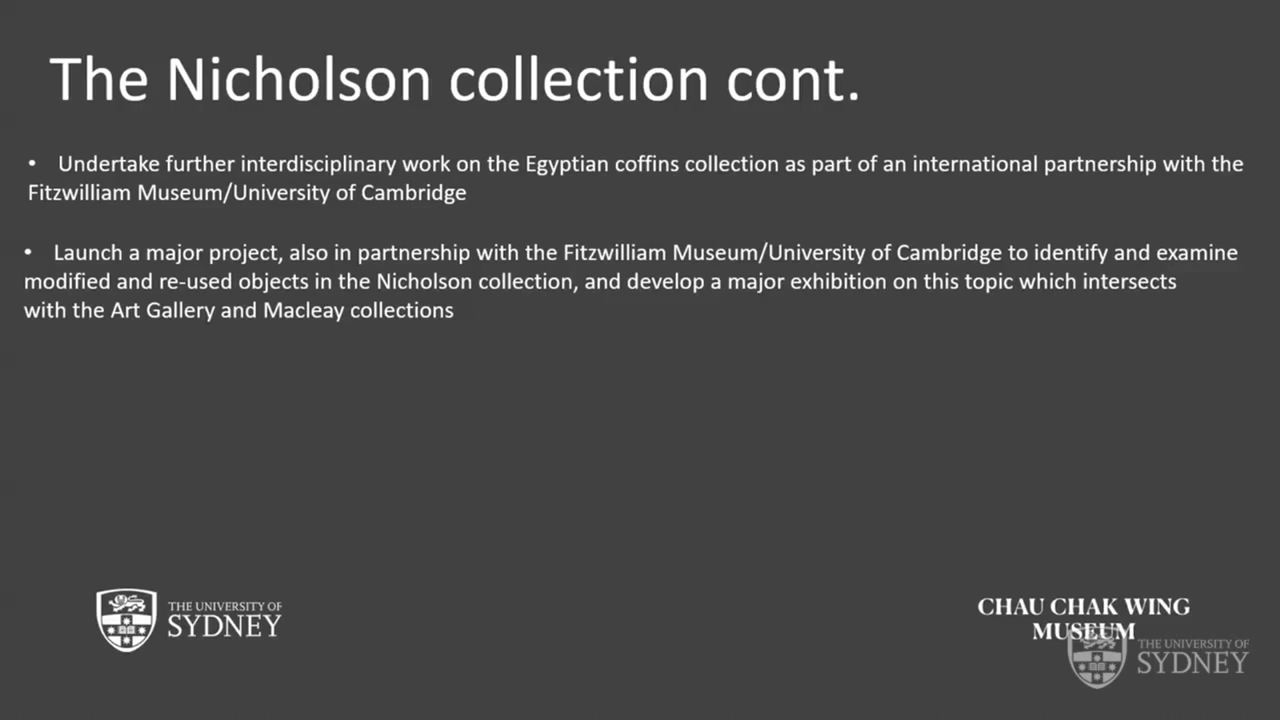 The Nicholson collection cont.
• Undertake further interdisciplinary work on the Egyptian coffins collection as part of an international partnership with the
Fitzwilliam Museum/University of Cambridge
• Launch a major project, also in partnership with the Fitzwilliam Museum/University of Cambridge to identify and examine
modified and re-used objects in the Nicholson collection, and develop a major exhibition on this topic which intersects
with the Art Gallery and Macleay collections
THE UNIVERSITY OF
SYDNEY
CHAU CHAK WING
MUSEUM
THE UNIVERSITY OF
SYDNEY